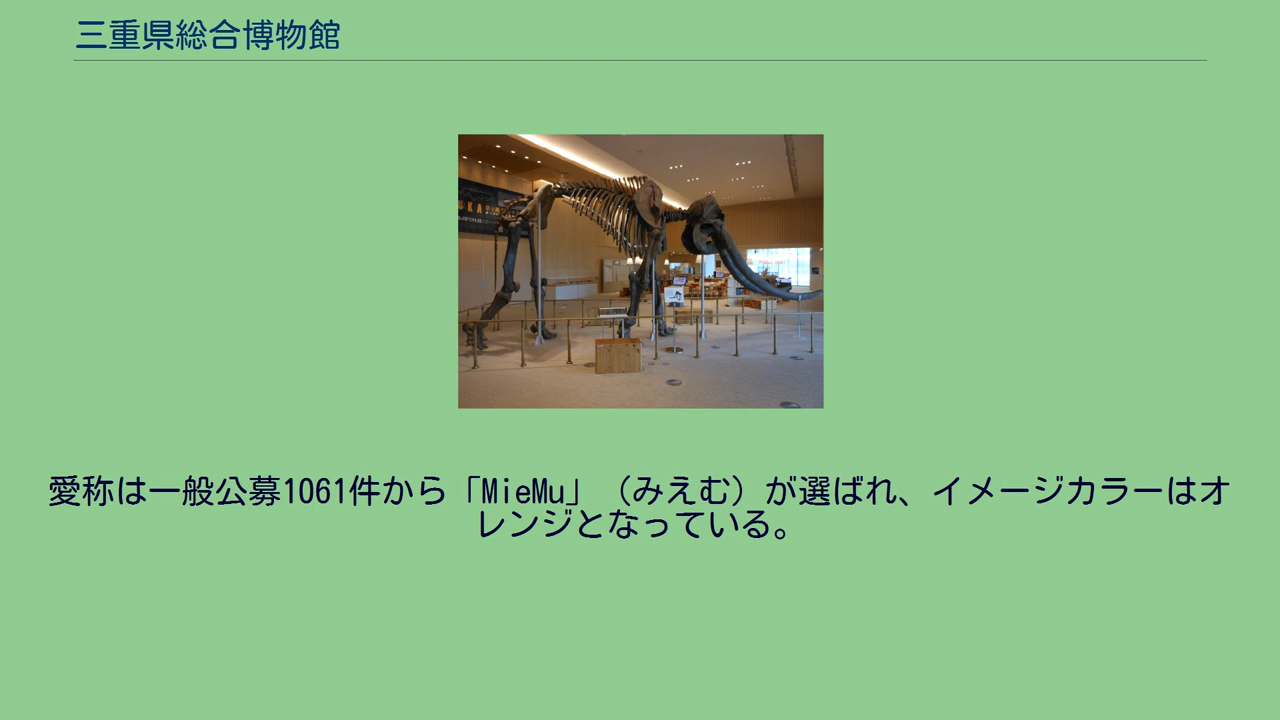 三重県総合博物館
愛称は一般公募1061件から「MieMu」（みえむ）が選ばれ、イメージカラーはオ
レンジとなっている。